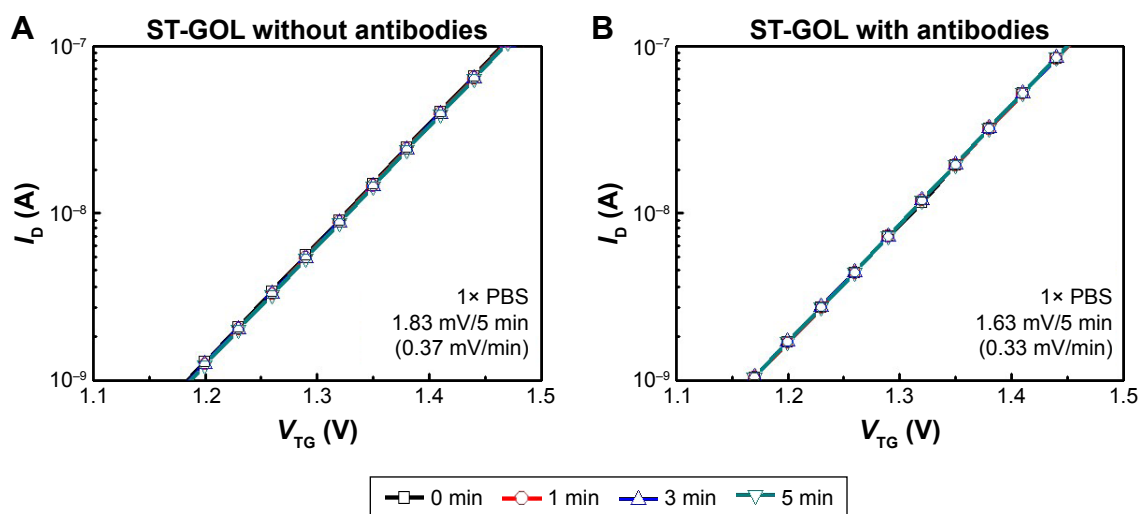 A
ST-GOL without antibodies
10⁻⁷
10⁻⁸
10⁻⁹
I_D (A)
1× PBS
1.83 mV/5 min
(0.37 mV/min)
1.1 1.2 1.3 1.4 1.5
V_TG (V)
B
ST-GOL with antibodies
10⁻⁷
10⁻⁸
10⁻⁹
I_D (A)
1× PBS
1.63 mV/5 min
(0.33 mV/min)
1.1 1.2 1.3 1.4 1.5
V_TG (V)
0 min 1 min 3 min 5 min